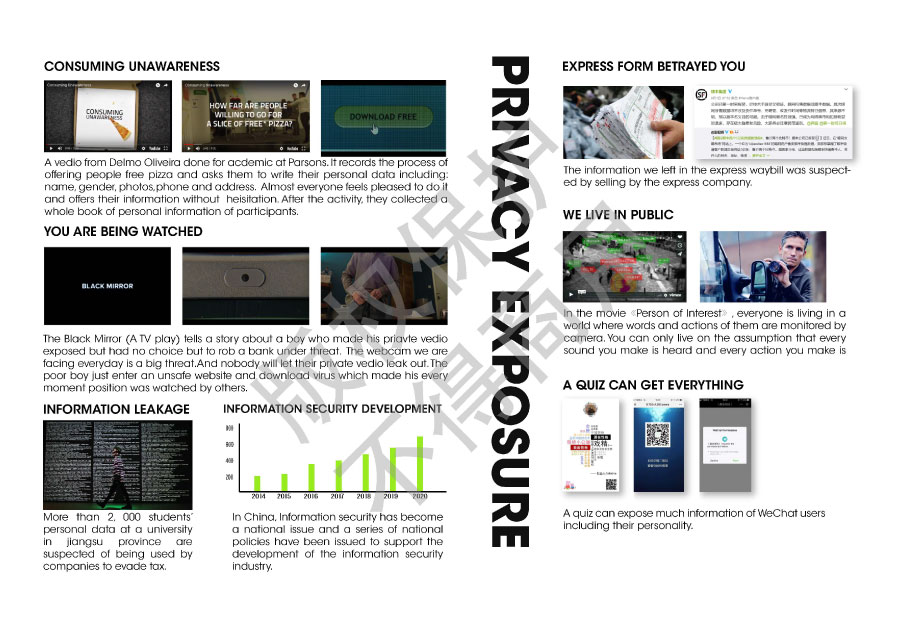 CONSUMING UNAWARENESS
Consuming Unawareness
CONSUMING
UNAWARENESS
Consuming Unawareness
HOW FAR ARE PEOPLE
WILLING TO GO FOR
A SLICE OF FREE* PIZZA?
DOWNLOAD FREE
A vedio from Delmo Oliveira done for acdemic at Parsons. It records the process of
offering people free pizza and asks them to write their personal data including:
name, gender, photos,phone and address. Almost everyone feels pleased to do it
and offers their information without heisitation. After the activity, they collected a
whole book of personal information of participants.
YOU ARE BEING WATCHED
BLACK MIRROR
The Black Mirror (A TV play) tells a story about a boy who made his priavte vedio
exposed but had no choice but to rob a bank under threat. The webcam we are
facing everyday is a big threat.And nobody will let their private vedio leak out. The
poor boy just enter an unsafe website and download virus which made his every
moment position was watched by others.
INFORMATION LEAKAGE
More than 2, 000 students’
personal data at a university
in jiangsu province are
suspected of being used by
companies to evade tax.
INFORMATION SECURITY DEVELOPMENT
800
600
400
200
2014 2015 2016 2017 2018 2019 2020
In China, Information security has become
a national issue and a series of national
policies have been issued to support the
development of the information security
industry.
PRIVACY EXPOSURE
EXPRESS FORM BETRAYED YOU
SF
The information we left in the express waybill was suspect-
ed by selling by the express company.
WE LIVE IN PUBLIC
vimeo
In the movie 《Person of Interest》 , everyone is living in a
world where words and actions of them are monitored by
camera. You can only live on the assumption that every
sound you make is heard and every action you make is
A QUIZ CAN GET EVERYTHING
戏精
A quiz can expose much information of WeChat users
including their personality.
版权保护
不得商用